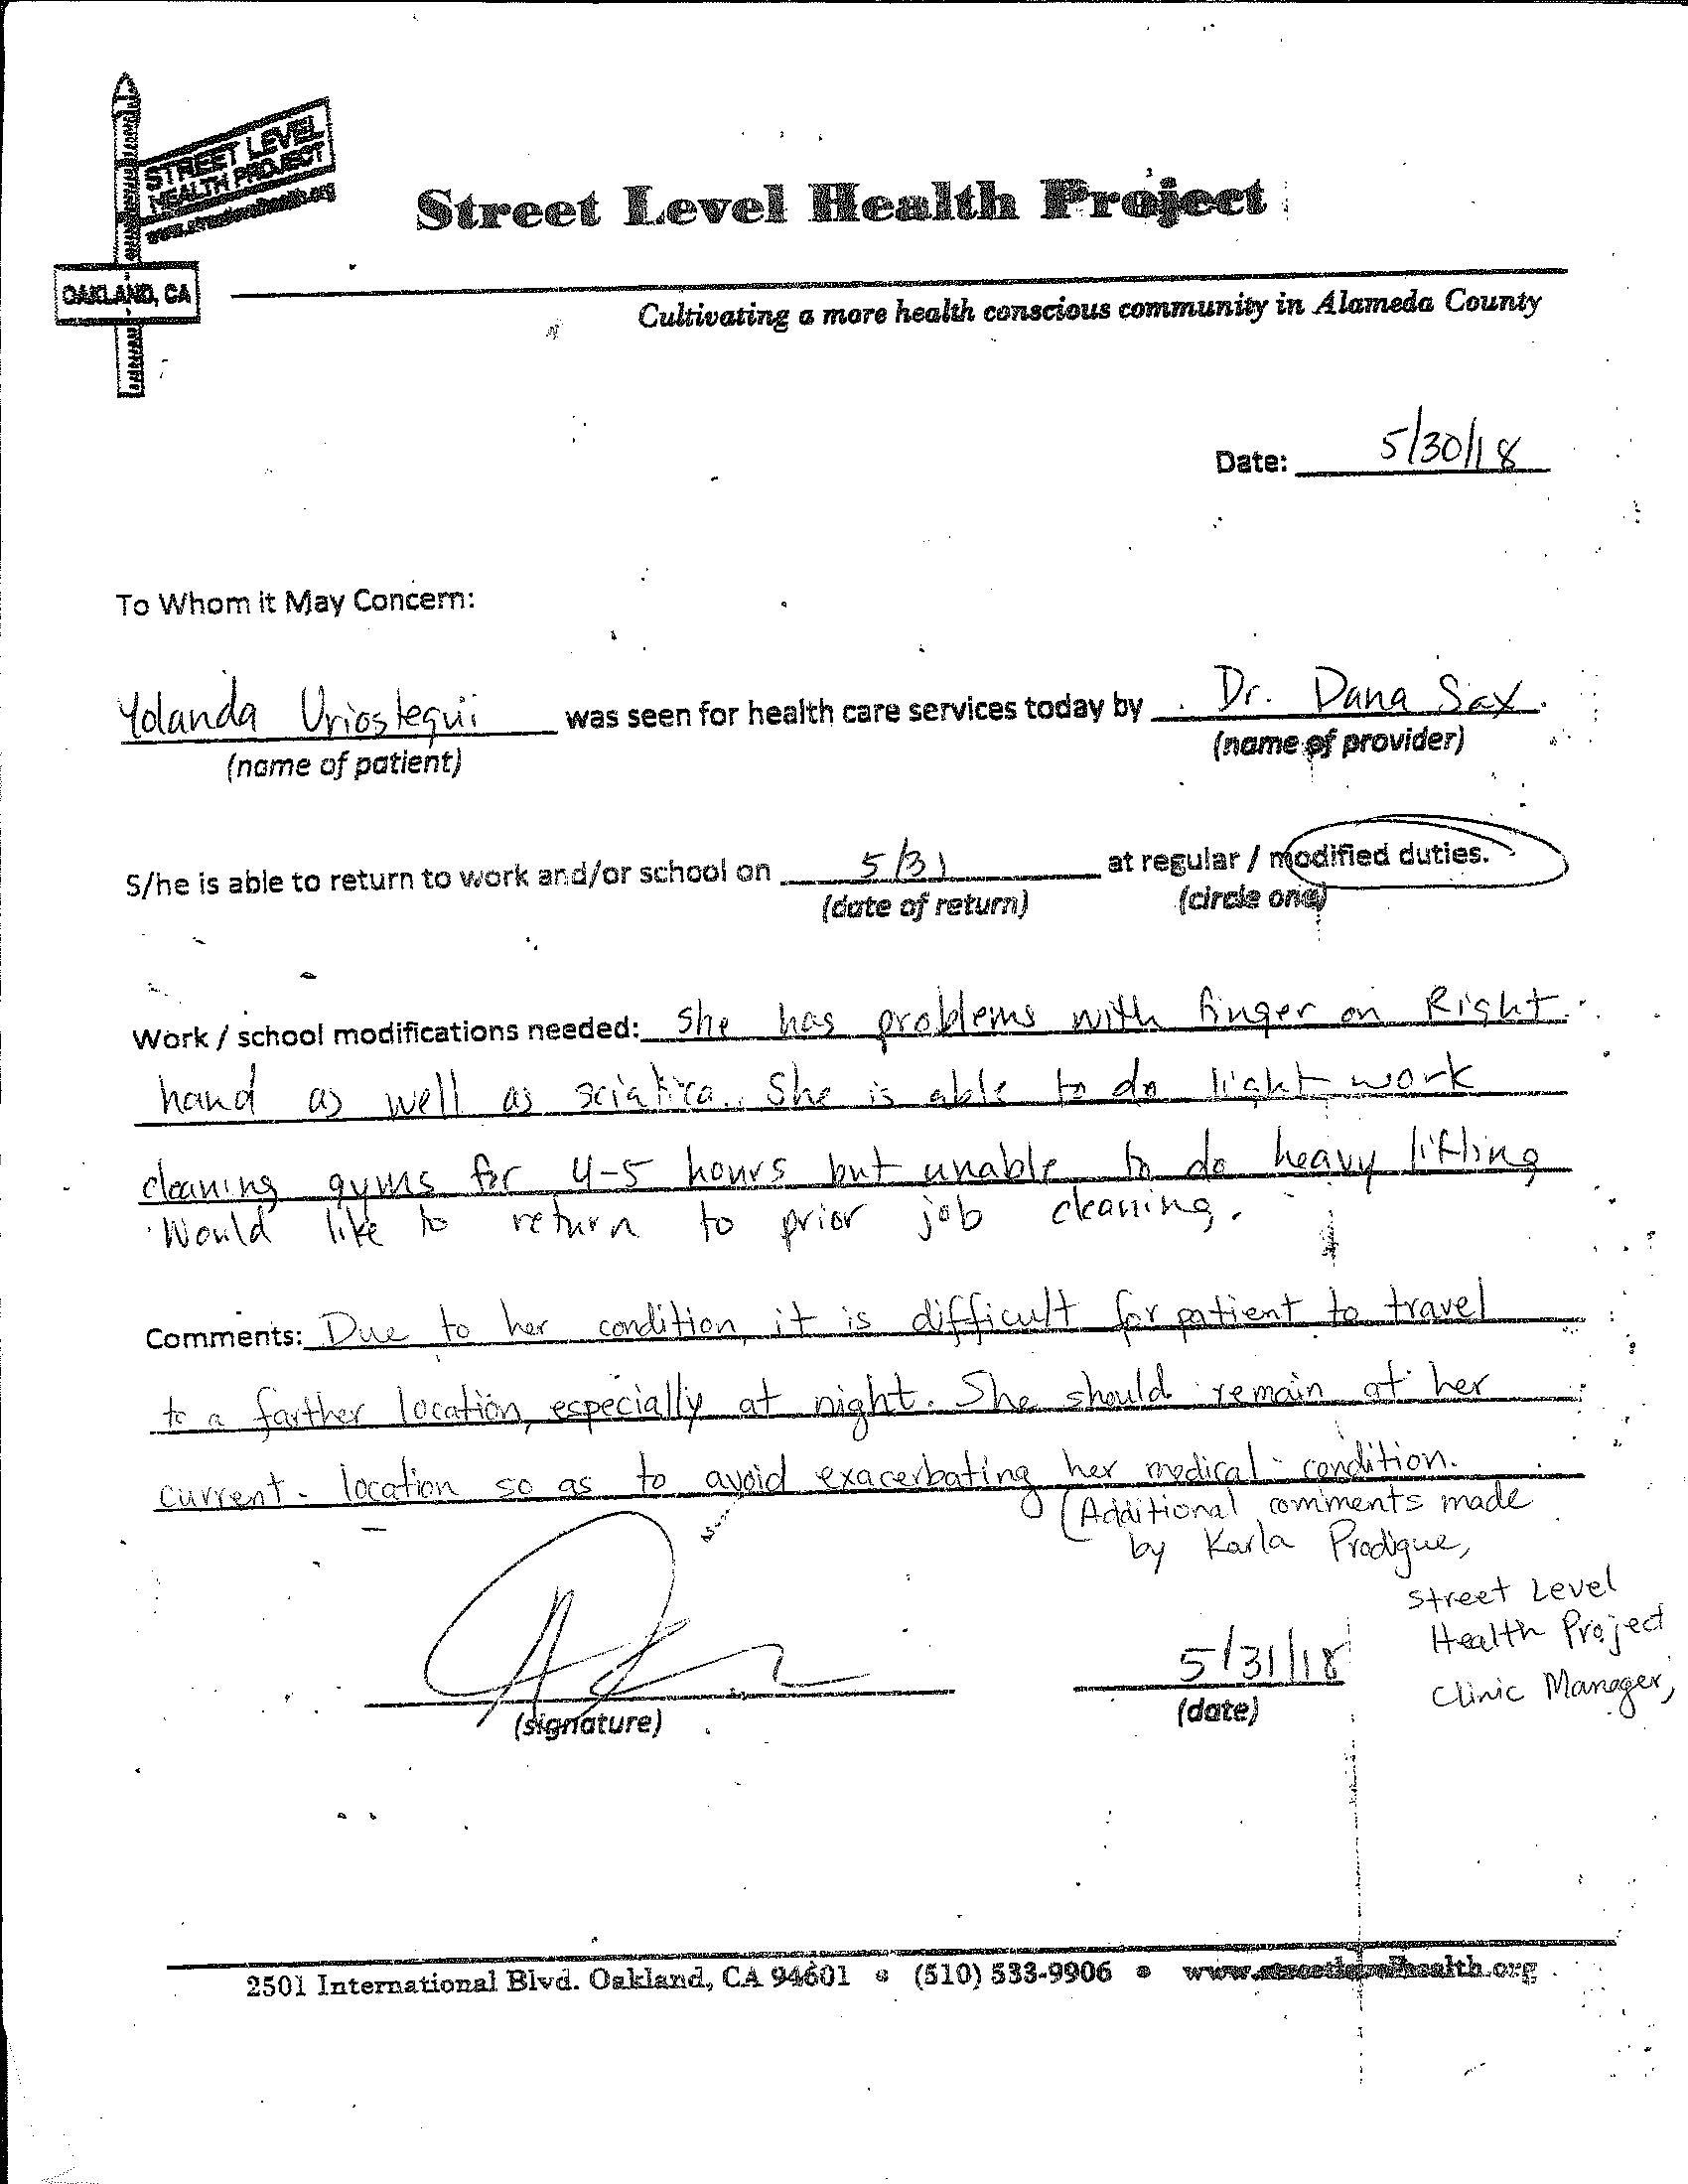 STREET LEVEL
HEALTH PROJECT
OAKLAND, CA
Street Level Health Project
Cultivating a more health conscious community in Alameda County
Date: 5/30/18
To Whom it May Concern:
Yolanda Uriostegui was seen for health care services today by Dr. Dana Sax
(name of patient) (name of provider)
S/he is able to return to work and/or school on 5/31 at regular / modified duties.
(date of return) (circle one)
Work / school modifications needed: She has problems with finger on Right
hand as well as sciatica. She is able to do light work
cleaning gyms for 4-5 hours but unable to do heavy lifting
Would like to return to prior job cleaning.
Comments: Due to her condition, it is difficult for patient to travel
to a farther location, especially at night. She should remain at her
current location so as to avoid exacerbating her medical condition.
(Additional comments made
by Karla Prodigue,
Street Level
Health Project
Clinic Manager,
5/31/18
(signature) (date)
2501 International Blvd. Oakland, CA 94601 • (510) 533-9906 • www.streetlevelhealth.org